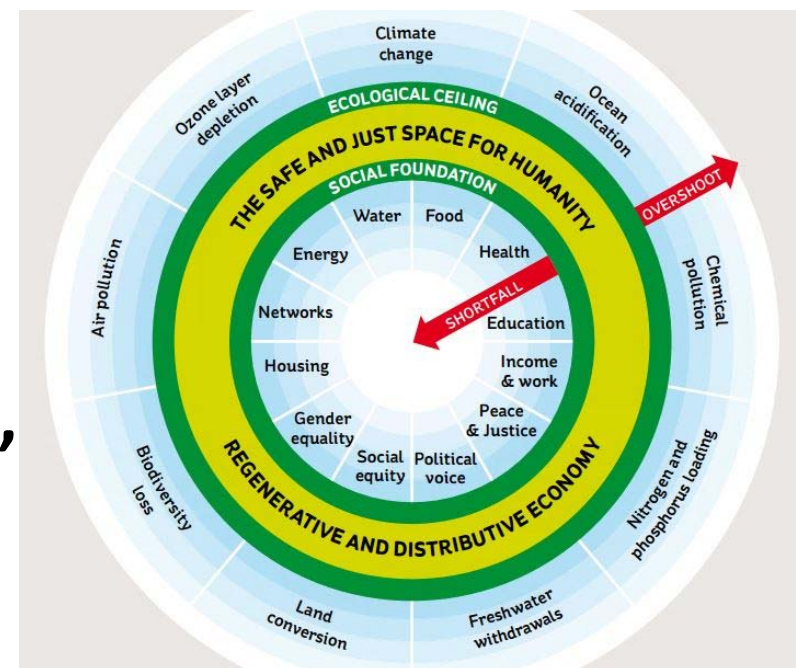 Climate
change
Ozone layer
depletion
Ocean
acidification
ECOLOGICAL CEILING
THE SAFE AND JUST SPACE FOR HUMANITY
OVERSHOOT
SOCIAL FOUNDATION
Water
Food
Energy
Health
Air pollution
Chemical
pollution
SHORTFALL
Networks
Education
Housing
Income
& work
Gender
equality
Peace
& Justice
Social
equity
Political
voice
,
REGENERATIVE AND DISTRIBUTIVE ECONOMY
Biodiversity
loss
Nitrogen and
phosphorus loading
Land
conversion
Freshwater
withdrawals